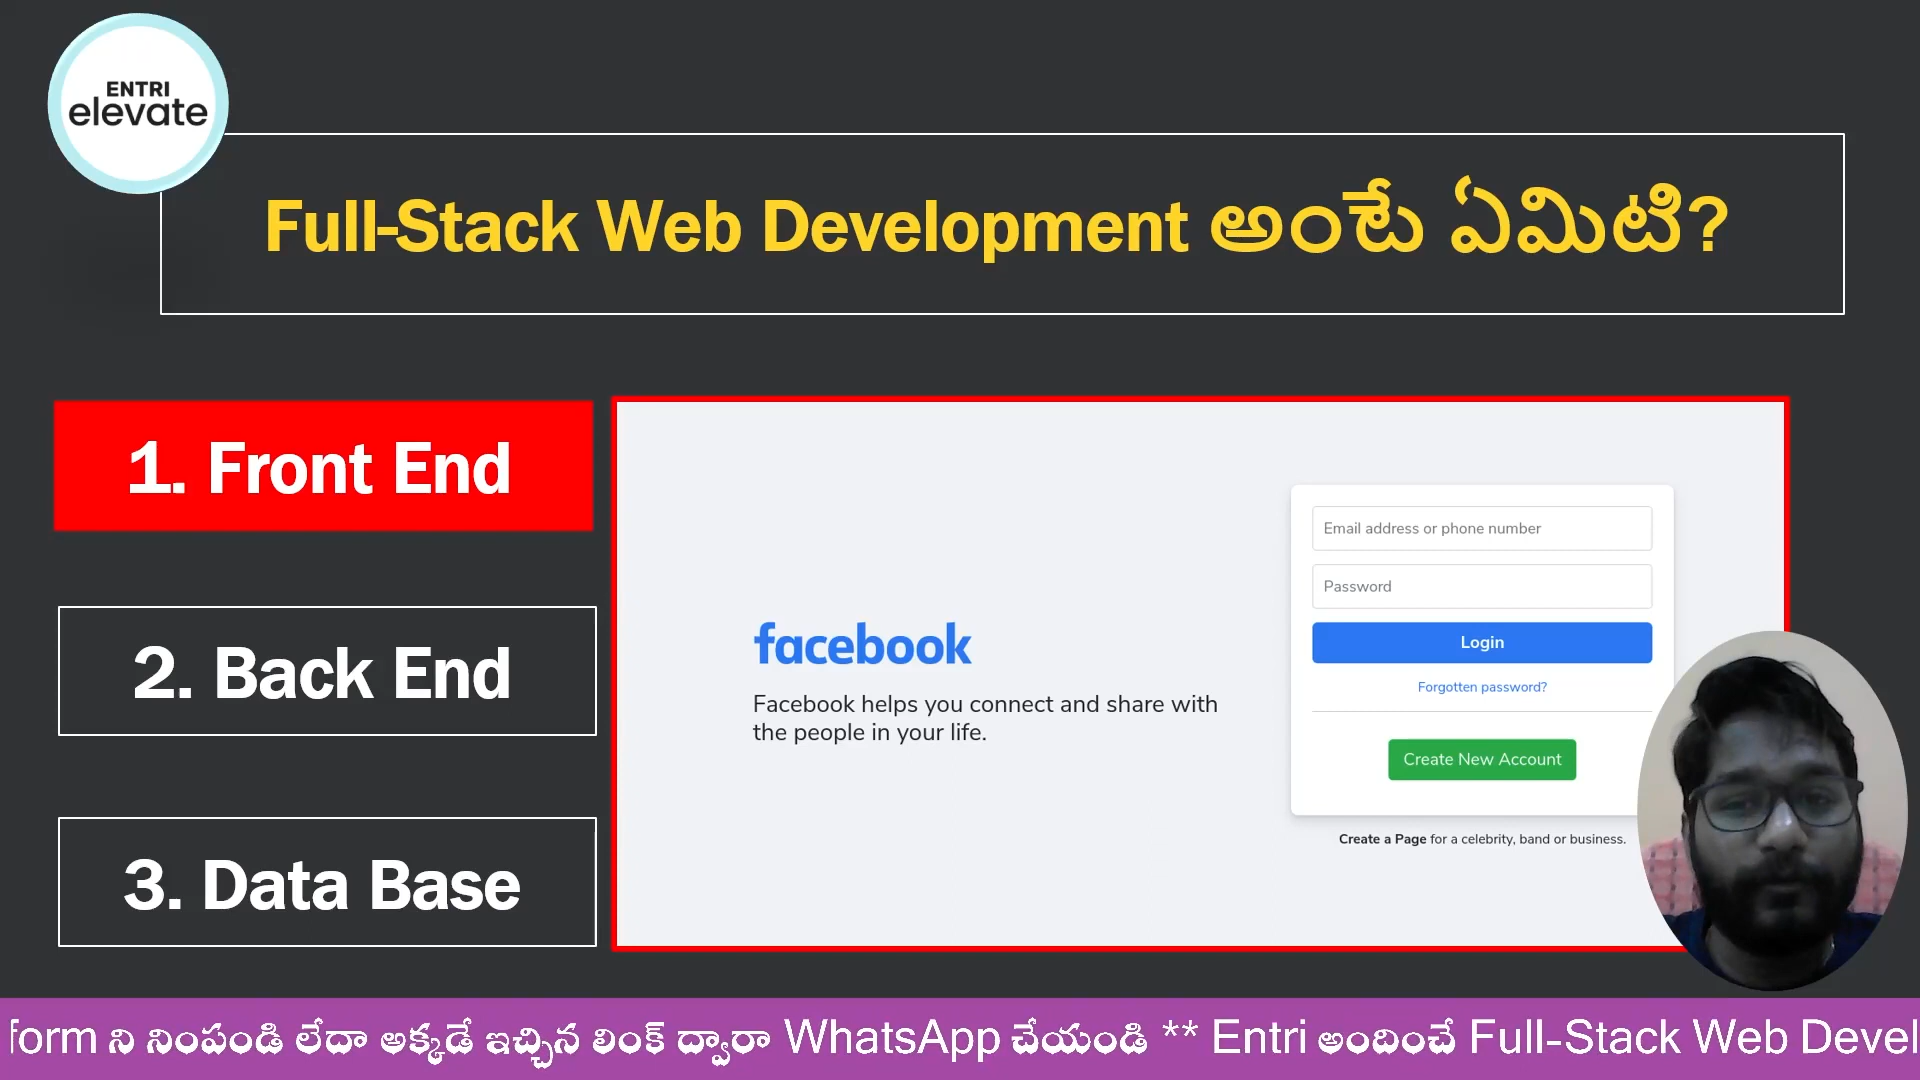 ENTRI
elevate
Full-Stack Web Development అంటే ఏమిటి?
1. Front End
2. Back End
3. Data Base
facebook
Facebook helps you connect and share with
the people in your life.
Email address or phone number
Password
Login
Forgotten password?
Create New Account
Create a Page for a celebrity, band or business.
form ని నింపండి లేదా అక్కడే ఇచ్చిన లింక్ ద్వారా WhatsApp చేయండి ** Entri అందించే Full-Stack Web Devel